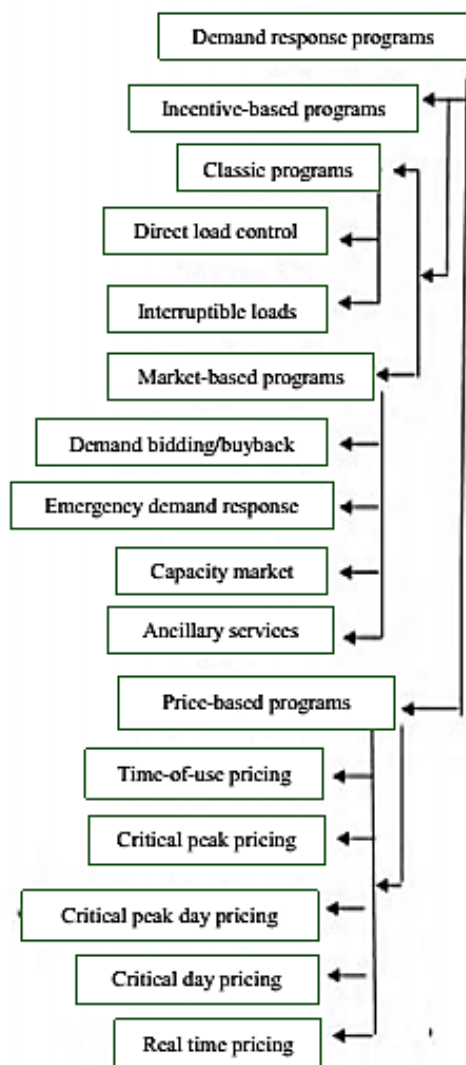 Demand response programs
Incentive-based programs
Classic programs
Direct load control
Interruptible loads
Market-based programs
Demand bidding/buyback
Emergency demand response
Capacity market
Ancillary services
Price-based programs
Time-of-use pricing
Critical peak pricing
Critical peak day pricing
Critical day pricing
Real time pricing